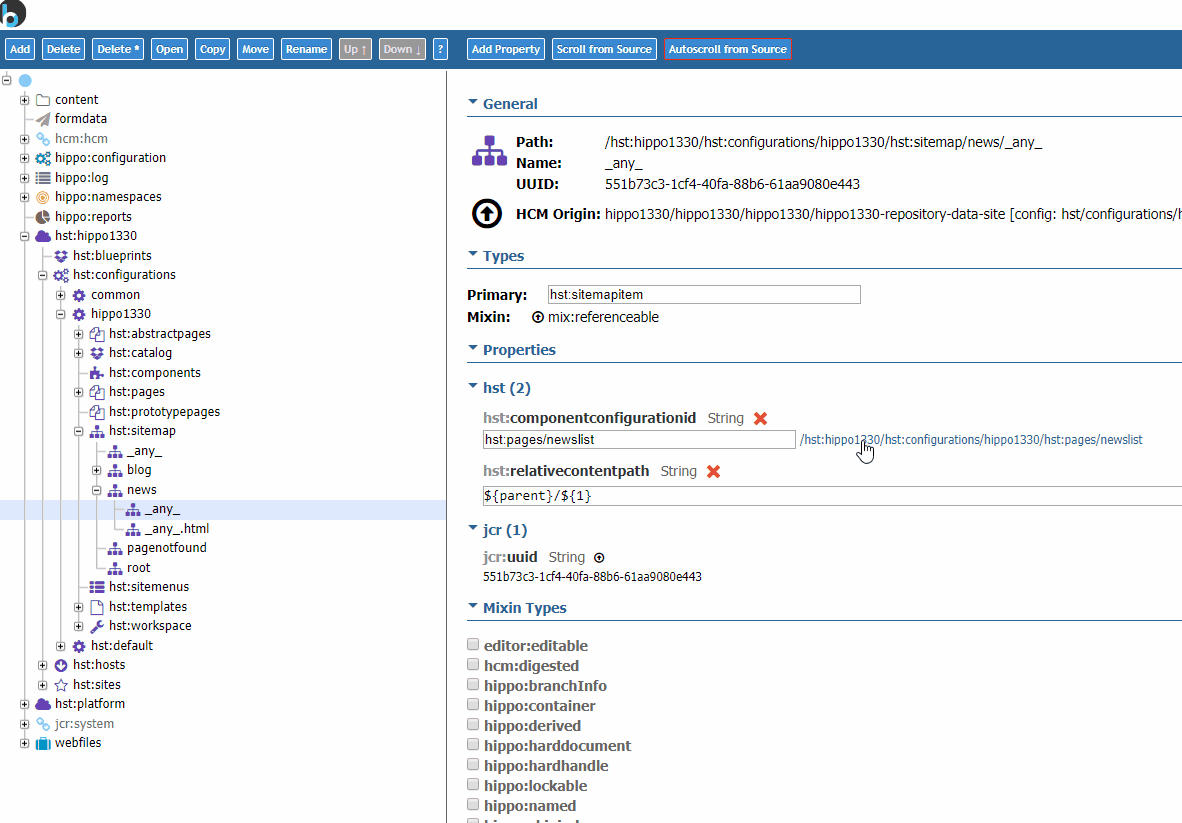 b
Add Delete Delete * Open Copy Move Rename Up ↑ Down ↓ ? Add Property Scroll from Source Autoscroll from Source
content
formdata
hcm:hcm
hippo:configuration
hippo:log
hippo:namespaces
hippo:reports
hst:hippo1330
hst:blueprints
hst:configurations
common
hippo1330
hst:abstractpages
hst:catalog
hst:components
hst:pages
hst:prototypepages
hst:sitemap
_any_
blog
news
_any_
_any_.html
pagenotfound
root
hst:sitemenus
hst:templates
hst:workspace
hst:default
hst:hosts
hst:sites
hst:platform
jcr:system
webfiles
General
Path: /hst:hippo1330/hst:configurations/hippo1330/hst:sitemap/news/_any_
Name: _any_
UUID: 551b73c3-1cf4-40fa-88b6-61aa9080e443
HCM Origin: hippo1330/hippo1330/hippo1330/hippo1330-repository-data-site [config: hst/configurations/h
Types
Primary: hst:sitemapitem
Mixin: mix:referenceable
Properties
hst (2)
hst:componentconfigurationid String
hst:pages/newslist /hst:hippo1330/hst:configurations/hippo1330/hst:pages/newslist
hst:relativecontentpath String
${parent}/${1}
jcr (1)
jcr:uuid String
551b73c3-1cf4-40fa-88b6-61aa9080e443
Mixin Types
editor:editable
hcm:digested
hippo:branchInfo
hippo:container
hippo:derived
hippo:harddocument
hippo:hardhandle
hippo:lockable
hippo:named